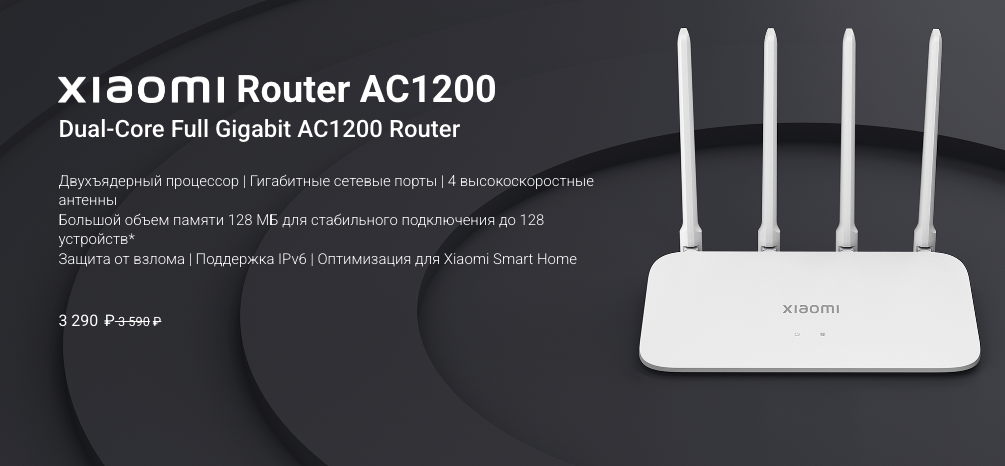 xiaomi Router AC1200
Dual-Core Full Gigabit AC1200 Router
Двухъядерный процессор | Гигабитные сетевые порты | 4 высокоскоростные
антенны
Большой объем памяти 128 МБ для стабильного подключения до 128
устройств*
Защита от взлома | Поддержка IPv6 | Оптимизация для Xiaomi Smart Home
3 290 ₽ 3 590 ₽
xiaomi